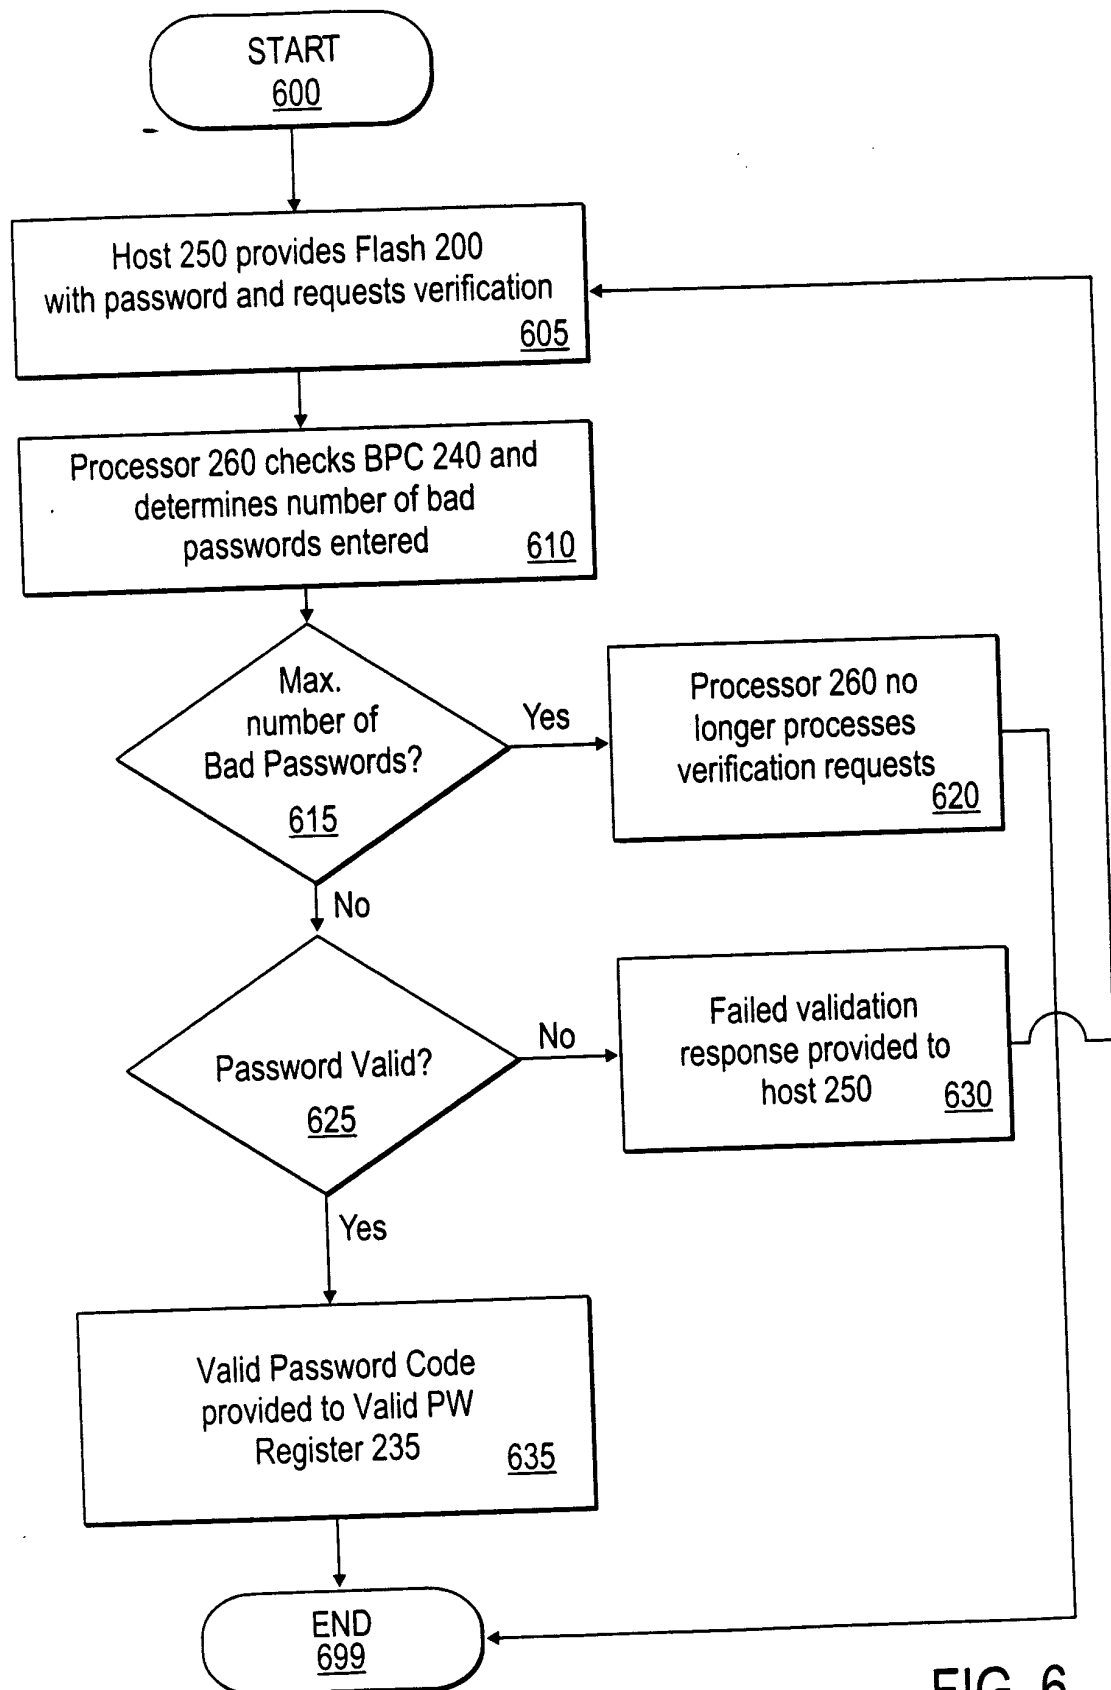 START
600
Host 250 provides Flash 200
with password and requests verification
605
Processor 260 checks BPC 240 and
determines number of bad
passwords entered
610
Max.
number of
Bad Passwords?
615
Yes
Processor 260 no
longer processes
verification requests
620
No
Password Valid?
625
No
Failed validation
response provided to
host 250
630
Yes
Valid Password Code
provided to Valid PW
Register 235
635
END
699
FIG. 6